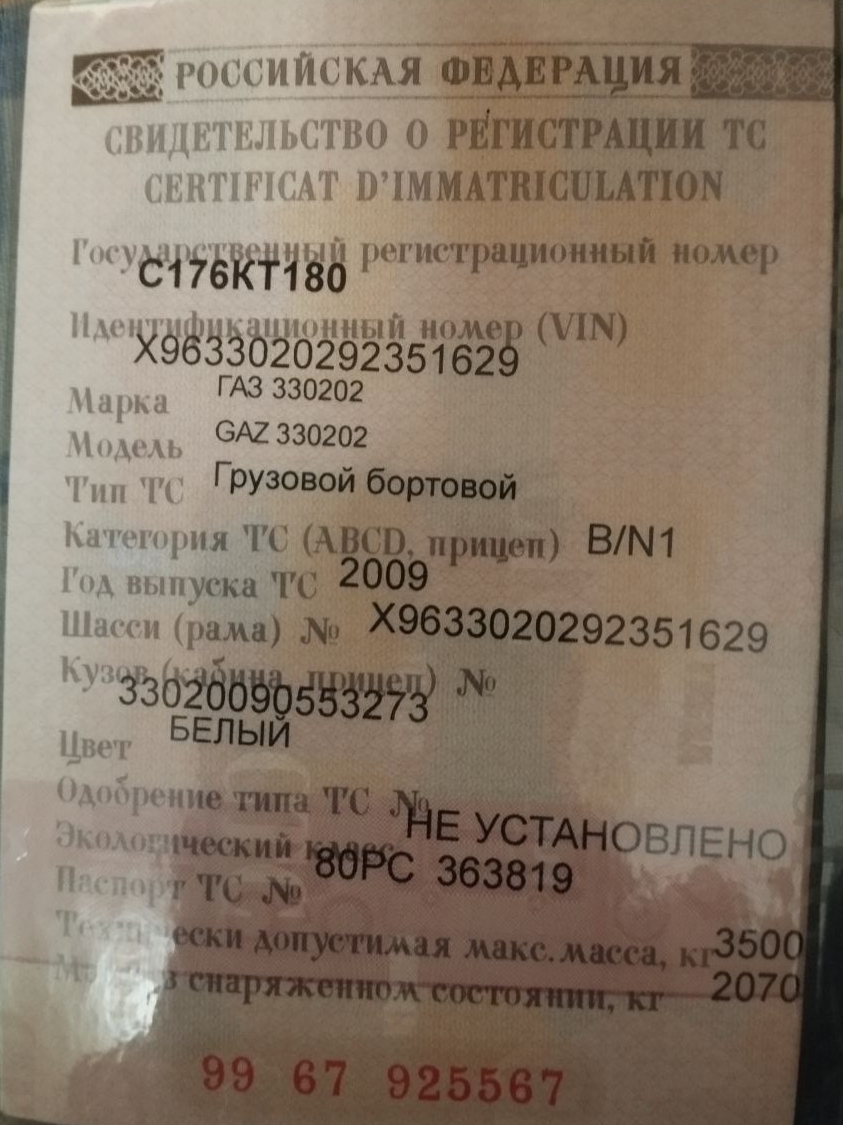 РОССИЙСКАЯ ФЕДЕРАЦИЯ
СВИДЕТЕЛЬСТВО О РЕГИСТРАЦИИ ТС
CERTIFICAT D'IMMATRICULATION
Государственный регистрационный номер
С176КТ180
Идентификационный номер (VIN)
X9633020292351629
Марка ГАЗ 330202
Модель GAZ 330202
Тип ТС Грузовой бортовой
Категория ТС (ABCD, прицеп) B/N1
Год выпуска ТС 2009
Шасси (рама) № X9633020292351629
Кузов (кабина, прицеп) №
33020090553273
Цвет БЕЛЫЙ
Одобрение типа ТС №
Экологический класс НЕ УСТАНОВЛЕНО
Паспорт ТС № 80РС 363819
Технически допустимая макс. масса, кг 3500
Масса в снаряженном состоянии, кг 2070
99 67 925567